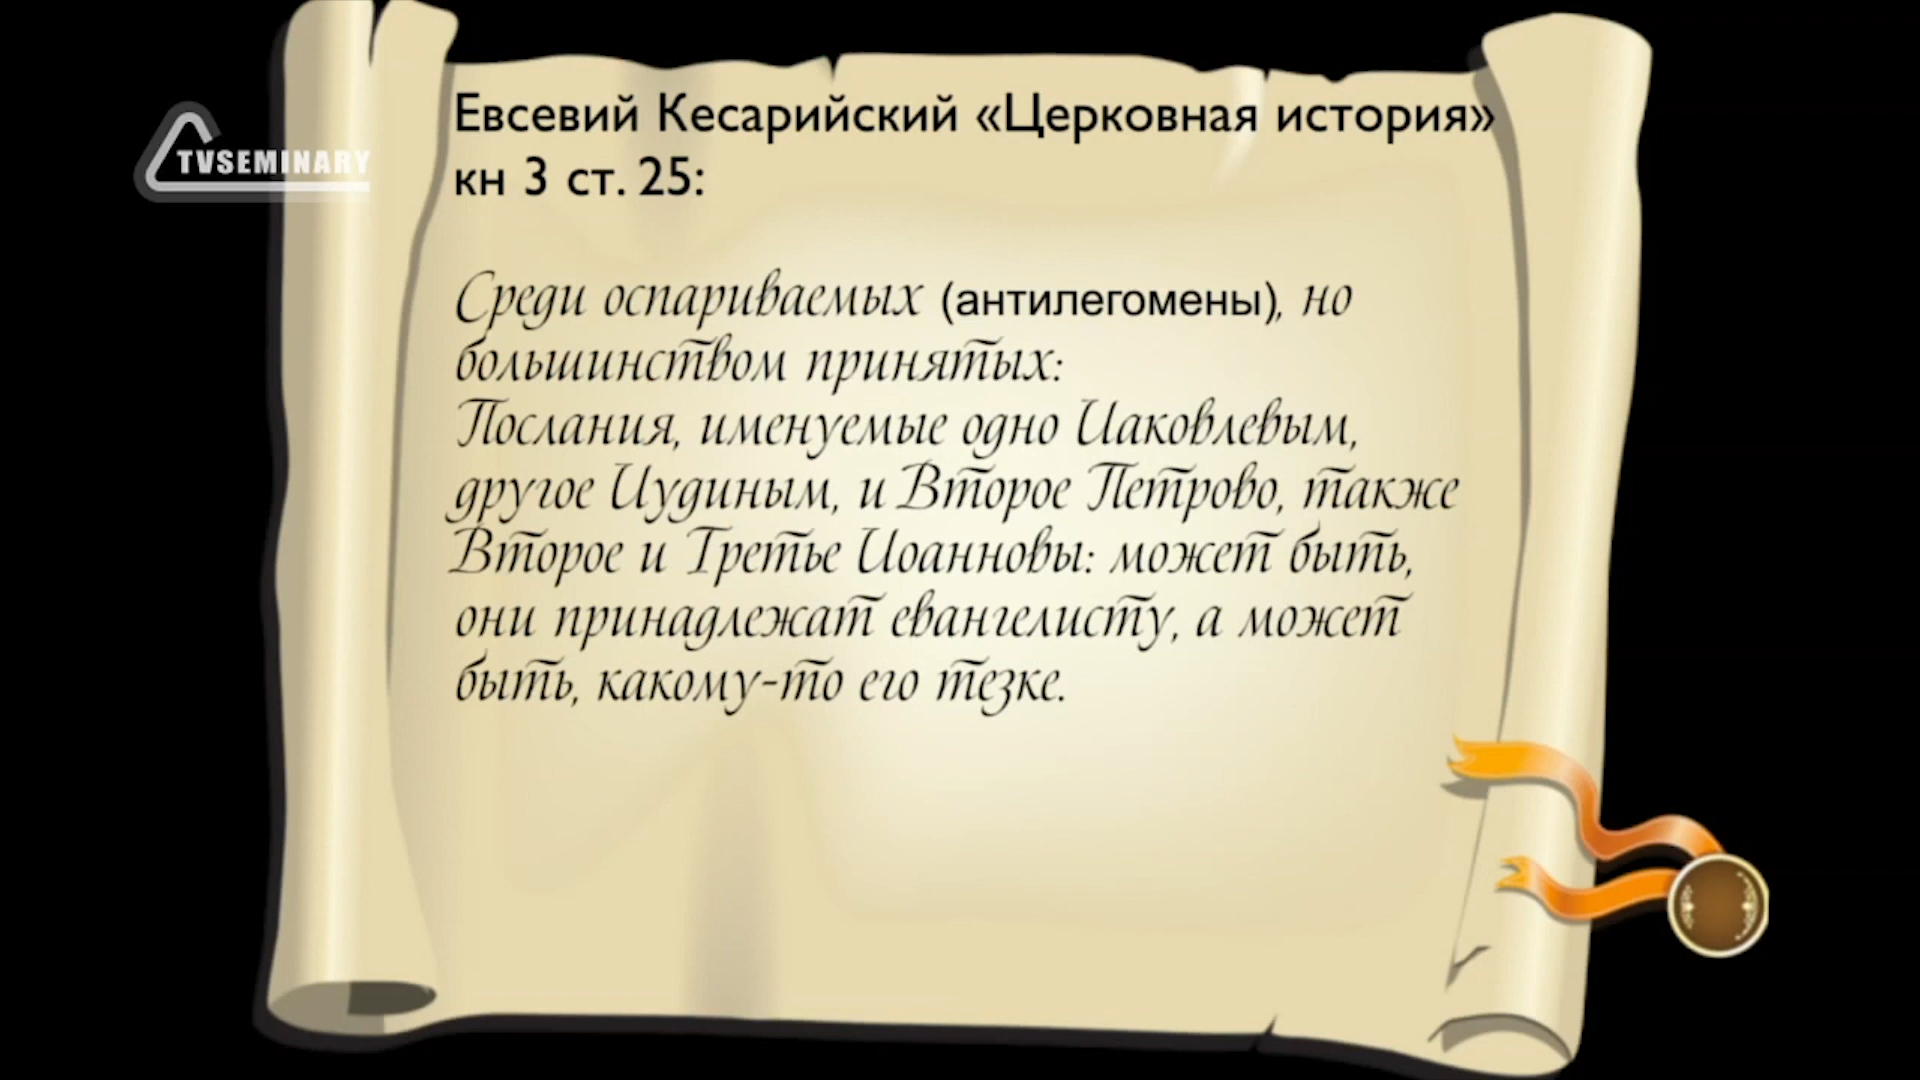 TVSEMINARY
Евсевий Кесарийский «Церковная история»
кн 3 ст. 25:
Среди оспариваемых (антилегомены), но
большинством принятых:
Послания, именуемые одно Иаковлевым,
другое Иудиным, и Второе Петрово, также
Второе и Третье Иоанновы: может быть,
они принадлежат евангелисту, а может
быть, какому-то его тезке.